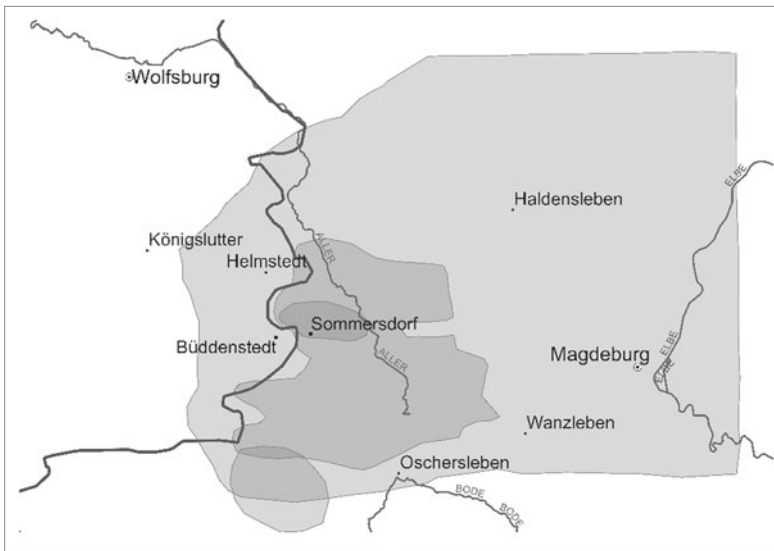 Wolfsburg
ELBE
Haldensleben
Königslutter
ALLER
Helmstedt
Sommersdorf
Büddenstedt
ELBE
Magdeburg
ALLER
ELBE
Wanzleben
Oschersleben
BODE
BODE